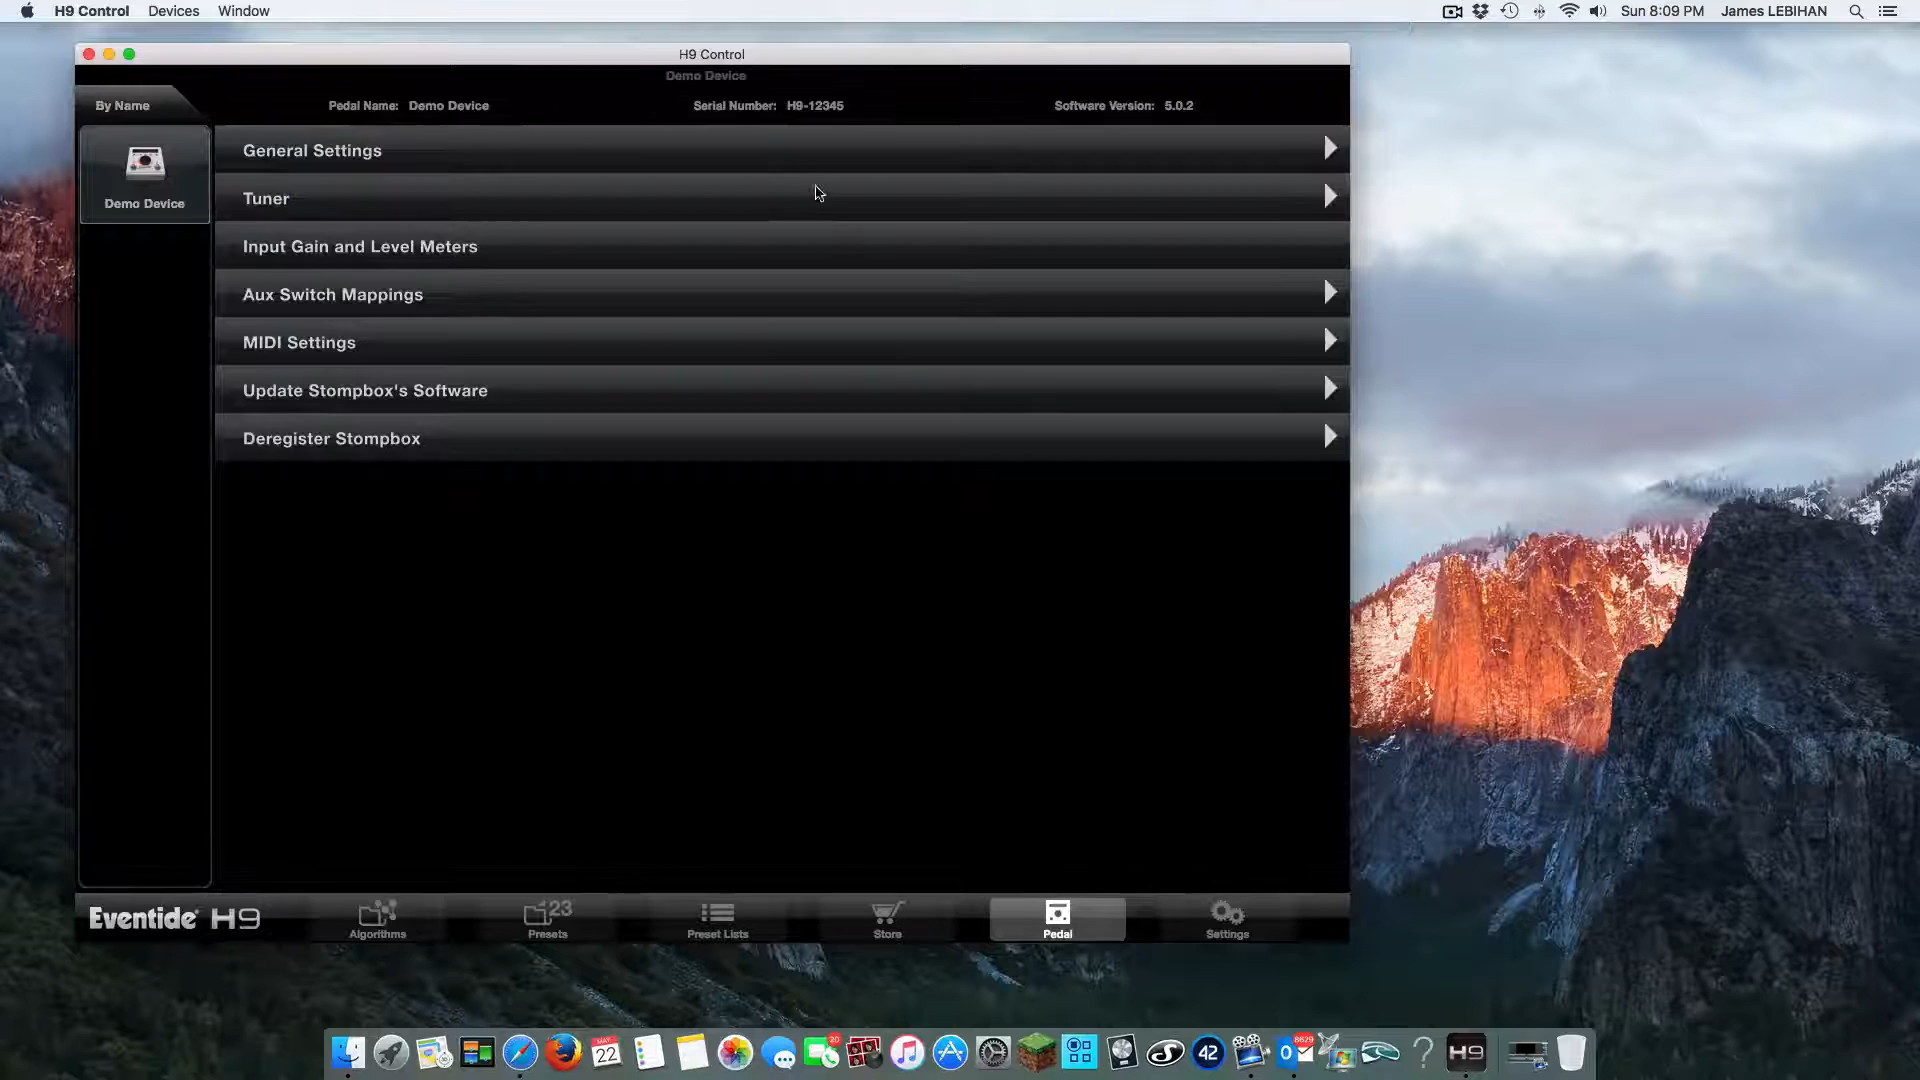 H9 Control Devices Window Sun 8:09 PM James LEBIHAN
H9 Control
Demo Device
By Name Pedal Name: Demo Device Serial Number: H9-12345 Software Version: 5.0.2
Demo Device
General Settings
Tuner
Input Gain and Level Meters
Aux Switch Mappings
MIDI Settings
Update Stompbox's Software
Deregister Stompbox
Eventide H9
Algorithms
23
Presets
Preset Lists
Store
Pedal
Settings
MAY
22
20
42
8629
H9